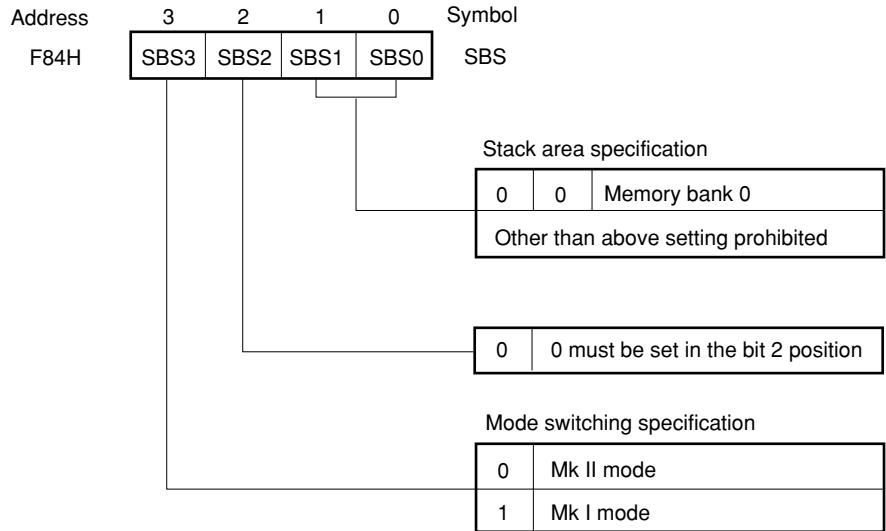 Address 3 2 1 0 Symbol
F84H SBS3 SBS2 SBS1 SBS0 SBS
Stack area specification
0 0 Memory bank 0
Other than above setting prohibited
0 0 must be set in the bit 2 position
Mode switching specification
0 Mk II mode
1 Mk I mode